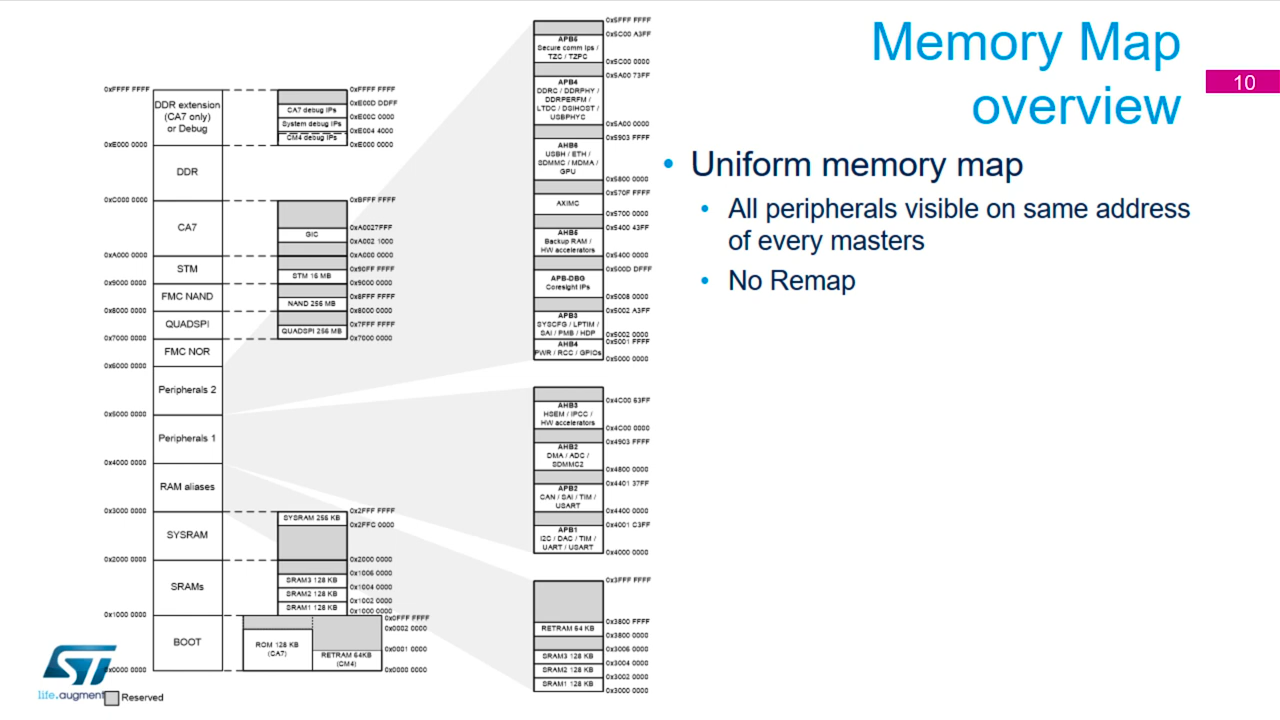 Memory Map
overview
10
• Uniform memory map
• All peripherals visible on same address
of every masters
• No Remap
0xFFFF FFFF
DDR extension
(CA7 only)
or Debug
0xE000 0000
DDR
0xC000 0000
CA7
0xA000 0000
STM
0x9000 0000
FMC NAND
0x8000 0000
QUADSPI
0x7000 0000
FMC NOR
0x6000 0000
Peripherals 2
0x5000 0000
Peripherals 1
0x4000 0000
RAM aliases
0x3000 0000
SYSRAM
0x2000 0000
SRAMs
0x1000 0000
BOOT
0x0000 0000
0xFFFF FFFF
0xE00D DDFF
CA7 debug IPs
0xE00C 0000
System debug IPs
0xE004 4000
CM4 debug IPs
0xE000 0000
0xBFFF FFFF
0xA0027FFF
GIC
0xA002 1000
0xA000 0000
0x90FF FFFF
STM 16 MB
0x9000 0000
0x8FFF FFFF
NAND 256 MB
0x8000 0000
0x7FFF FFFF
QUADSPI 256 MB
0x7000 0000
0x2FFF FFFF
SYSRAM 256 KB
0x2FFC 0000
0x2000 0000
0x1006 0000
SRAM3 128 KB
0x1004 0000
SRAM2 128 KB
0x1002 0000
SRAM1 128 KB
0x1000 0000
0x0FFF FFFF
0x0002 0000
ROM 128 KB
(CA7)
0x0001 0000
RETRAM 64KB
(CM4)
0x0000 0000
0x5FFF FFFF
0x5C00 A3FF
APB5
Secure comm Ips /
TZC / TZPC
0x5C00 0000
0x5A00 73FF
APB4
DDRC / DDRPHY /
DDRPERFM /
LTDC / DSIHOST /
USBPHYC
0x5A00 0000
0x5903 FFFF
AHB6
USBH / ETH /
SDMMC / MDMA /
GPU
0x5800 0000
0x570F FFFF
AXIMC
0x5700 0000
0x5400 43FF
AHB5
Backup RAM /
HW accelerators
0x5400 0000
0x500D DFFF
APB-DBG
Coresight IPs
0x5008 0000
0x5002 A3FF
APB3
SYSCFG / LPTIM /
SAI / PMB / HDP
0x5002 0000
0x5001 FFFF
AHB4
PWR / RCC / GPIOs
0x5000 0000
0x4C00 63FF
AHB3
HSEM / IPCC /
HW accelerators
0x4C00 0000
0x4903 FFFF
AHB2
DMA / ADC /
SDMMC2
0x4800 0000
0x4401 37FF
APB2
CAN / SAI / TIM /
USART
0x4400 0000
0x4001 C3FF
APB1
I2C / DAC / TIM /
UART / USART
0x4000 0000
0x3FFF FFFF
0x3800 FFFF
RETRAM 64 KB
0x3800 0000
0x3006 0000
SRAM3 128 KB
0x3004 0000
SRAM2 128 KB
0x3002 0000
SRAM1 128 KB
0x3000 0000
ST
life.augment
Reserved